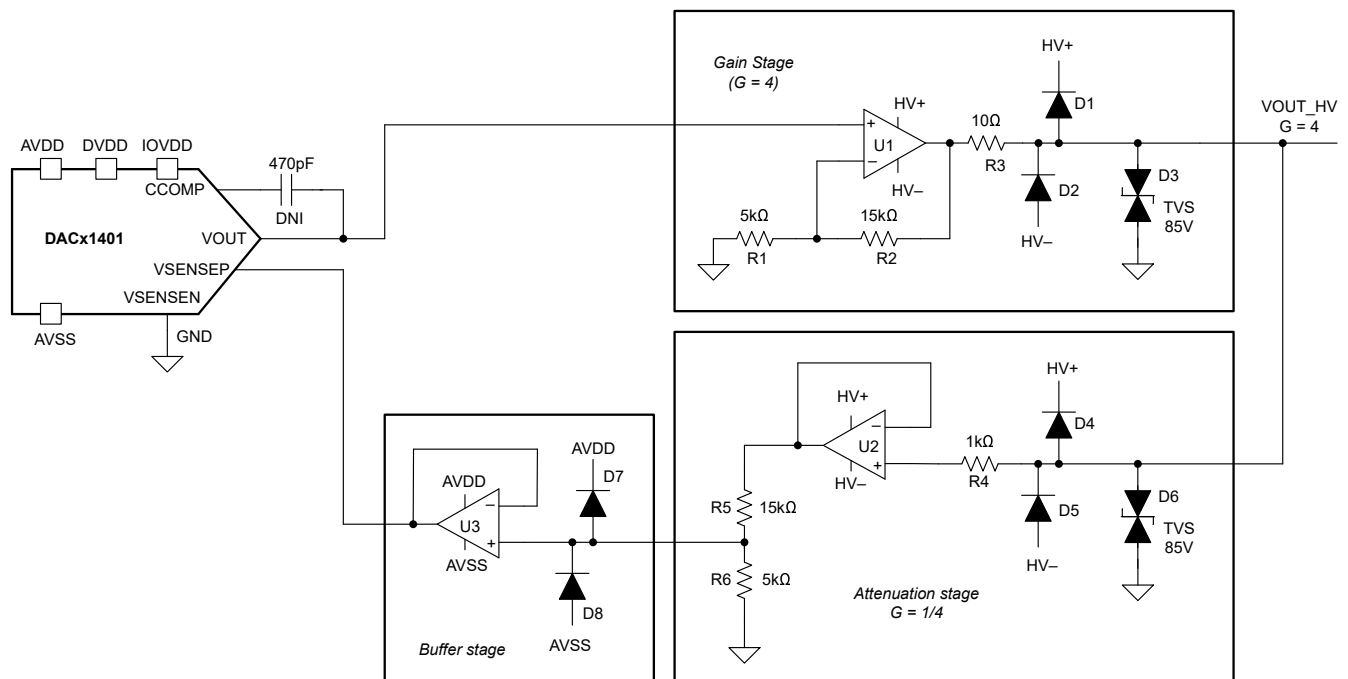 Gain Stage
(G = 4)
HV+
HV+
D1
VOUT_HV
G = 4
10Ω
R3
+
U1
−
HV–
D2
HV–
D3
TVS
85V
5kΩ
R1
15kΩ
R2
AVDD
DVDD
IOVDD
CCOMP
470pF
DNI
DACx1401
VOUT
VSENSEP
VSENSEN
AVSS
GND
HV+
HV+
D4
−
U2
+
HV–
1kΩ
R4
D5
HV–
D6
TVS
85V
R5
15kΩ
R6
5kΩ
Attenuation stage
G = 1/4
AVDD
AVDD
D7
−
U3
+
AVSS
D8
AVSS
Buffer stage